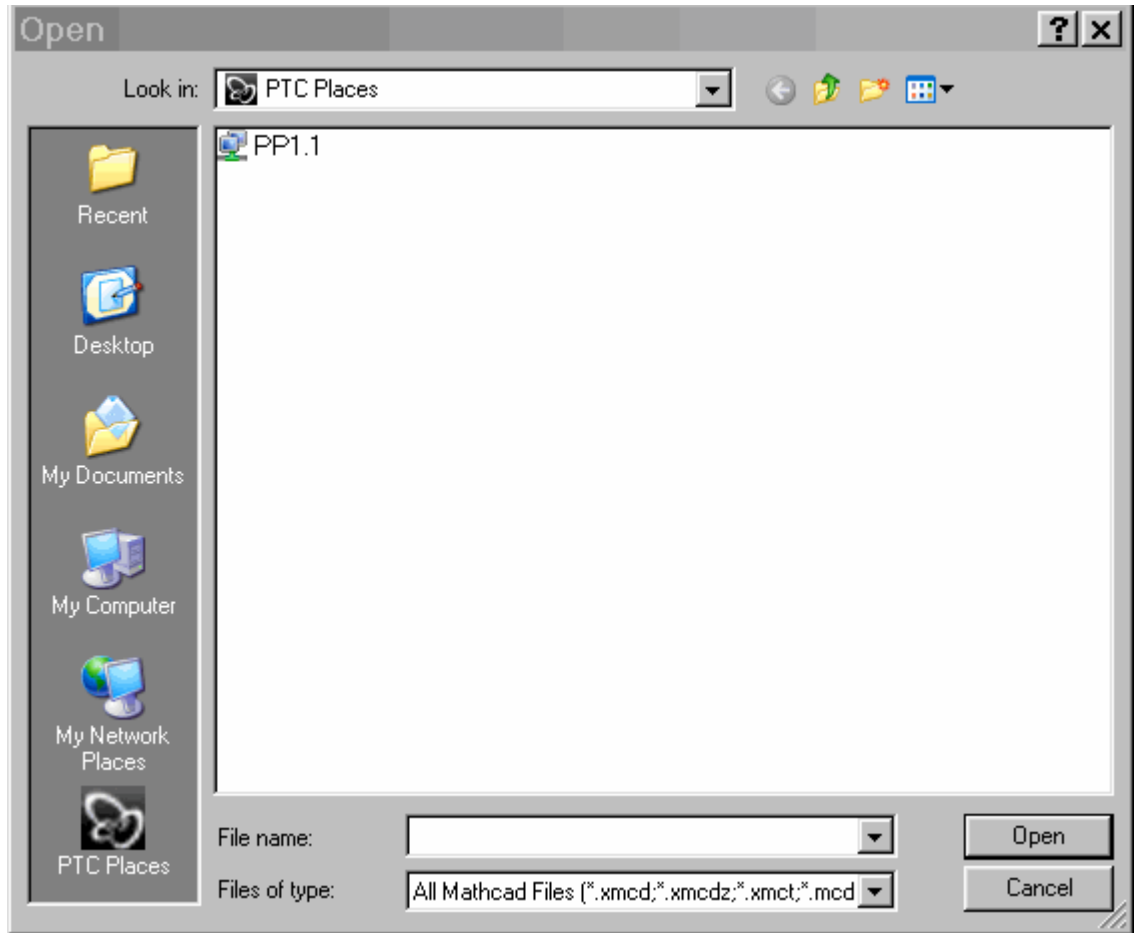 Open
Look in: PTC Places
PP1.1
Recent
Desktop
My Documents
My Computer
My Network
Places
PTC Places
File name:
Open
Files of type: All Mathcad Files (*.xmcd;*.xmcdz;*.xmct;*.mcd
Cancel